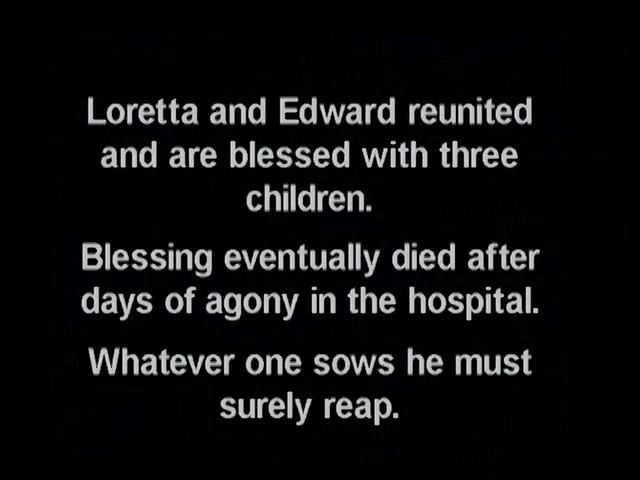 Loretta and Edward reunited
and are blessed with three
children.
Blessing eventually died after
days of agony in the hospital.
Whatever one sows he must
surely reap.